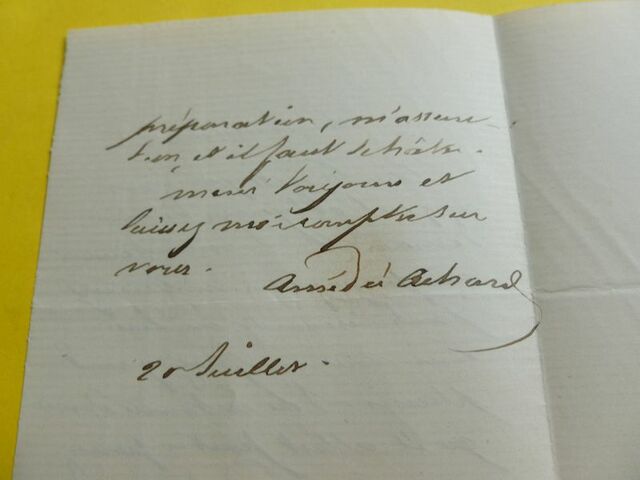 préparation, m'assure-
t-on et il faut se hâter.
merci toujours et
laissez moi compter sur
vous.
Amédée Achard
20 Juillet.